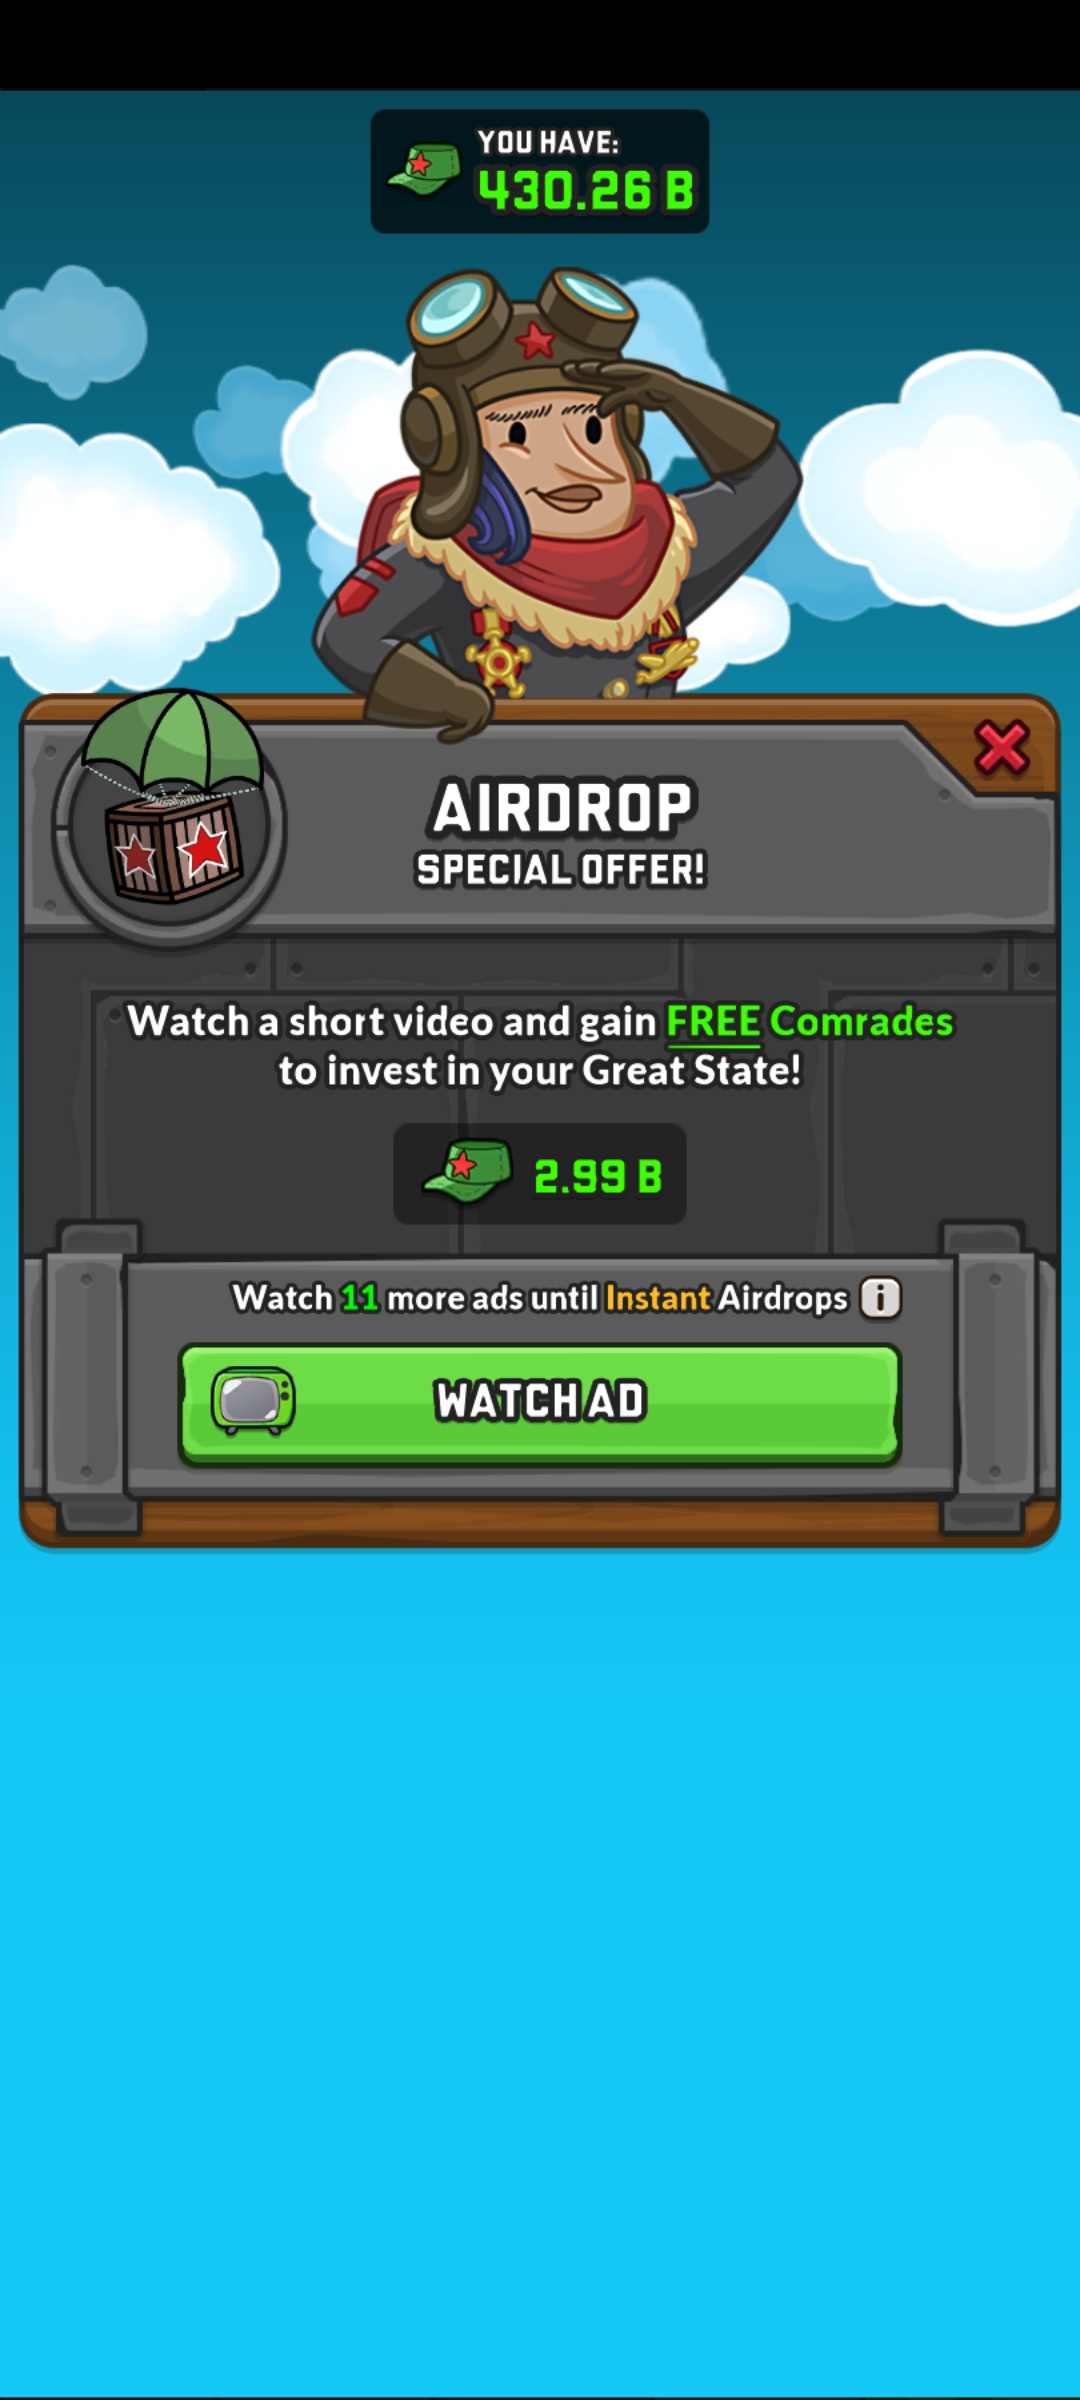 YOU HAVE:
430.26 B
AIRDROP
SPECIAL OFFER!
Watch a short video and gain FREE Comrades
to invest in your Great State!
2.99 B
Watch 11 more ads until Instant Airdrops i
WATCH AD